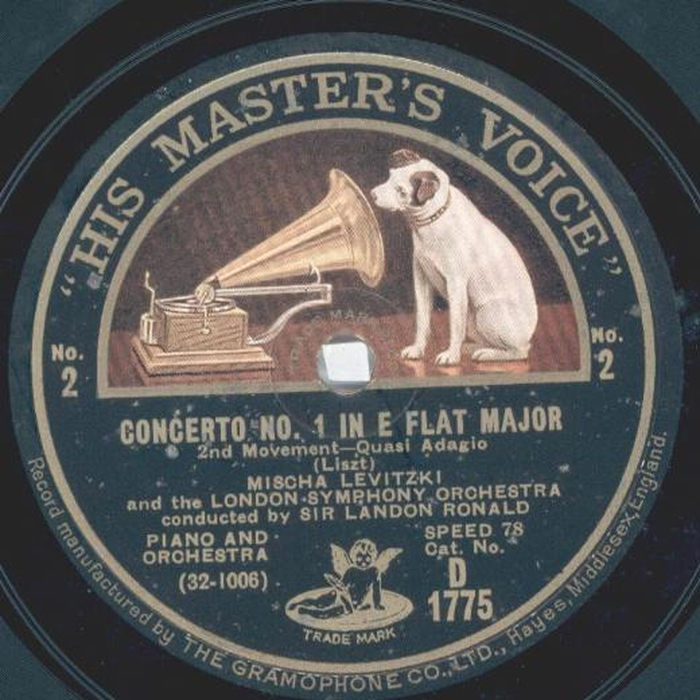 "HIS MASTER'S VOICE"
No.
2
No.
2
CONCERTO NO. 1 IN E FLAT MAJOR
2nd Movement—Quasi Adagio
(Liszt)
MISCHA LEVITZKI
and the LONDON SYMPHONY ORCHESTRA
conducted by SIR LANDON RONALD
PIANO AND
ORCHESTRA
(32-1006)
SPEED 78
Cat. No.
D
1775
TRADE MARK
Record manufactured by THE GRAMOPHONE CO., LTD., Hayes, Middlesex, England.